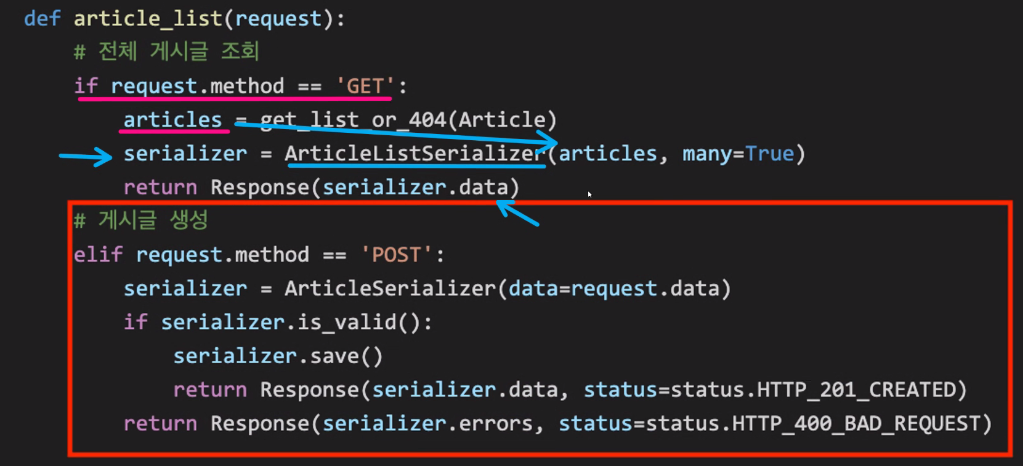 def article_list(request):
# 전체 게시글 조회
if request.method == 'GET':
articles = get_list_or_404(Article)
serializer = ArticleListSerializer(articles, many=True)
return Response(serializer.data)
# 게시글 생성
elif request.method == 'POST':
serializer = ArticleSerializer(data=request.data)
if serializer.is_valid():
serializer.save()
return Response(serializer.data, status=status.HTTP_201_CREATED)
return Response(serializer.errors, status=status.HTTP_400_BAD_REQUEST)